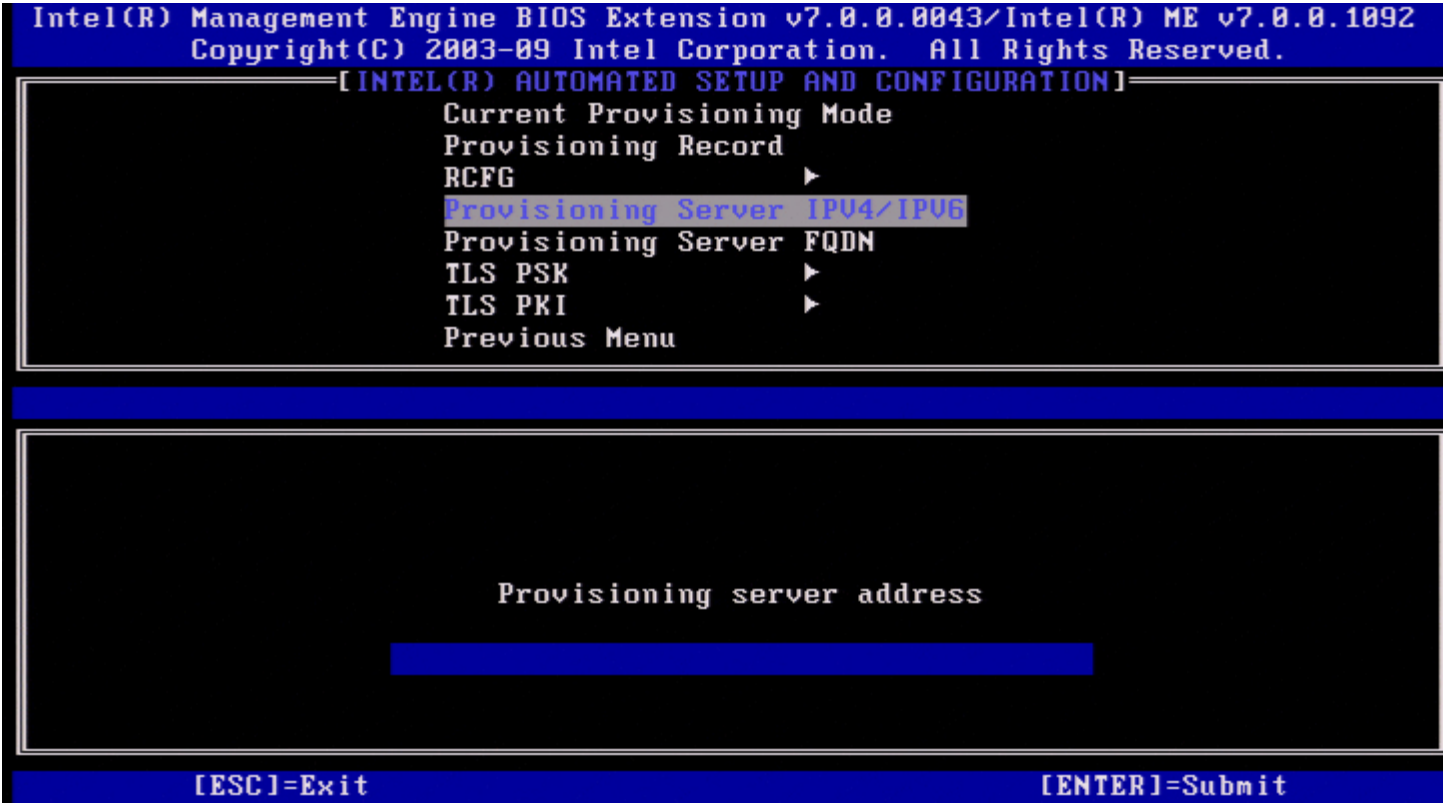 Intel(R) Management Engine BIOS Extension v7.0.0.0043/Intel(R) ME v7.0.0.1092
Copyright(C) 2003-09 Intel Corporation. All Rights Reserved.
[INTEL(R) AUTOMATED SETUP AND CONFIGURATION]
Current Provisioning Mode
Provisioning Record
RCFG ►
Provisioning Server IPV4/IPV6
Provisioning Server FQDN
TLS PSK ►
TLS PKI ►
Previous Menu
Provisioning server address
[ESC]=Exit [ENTER]=Submit